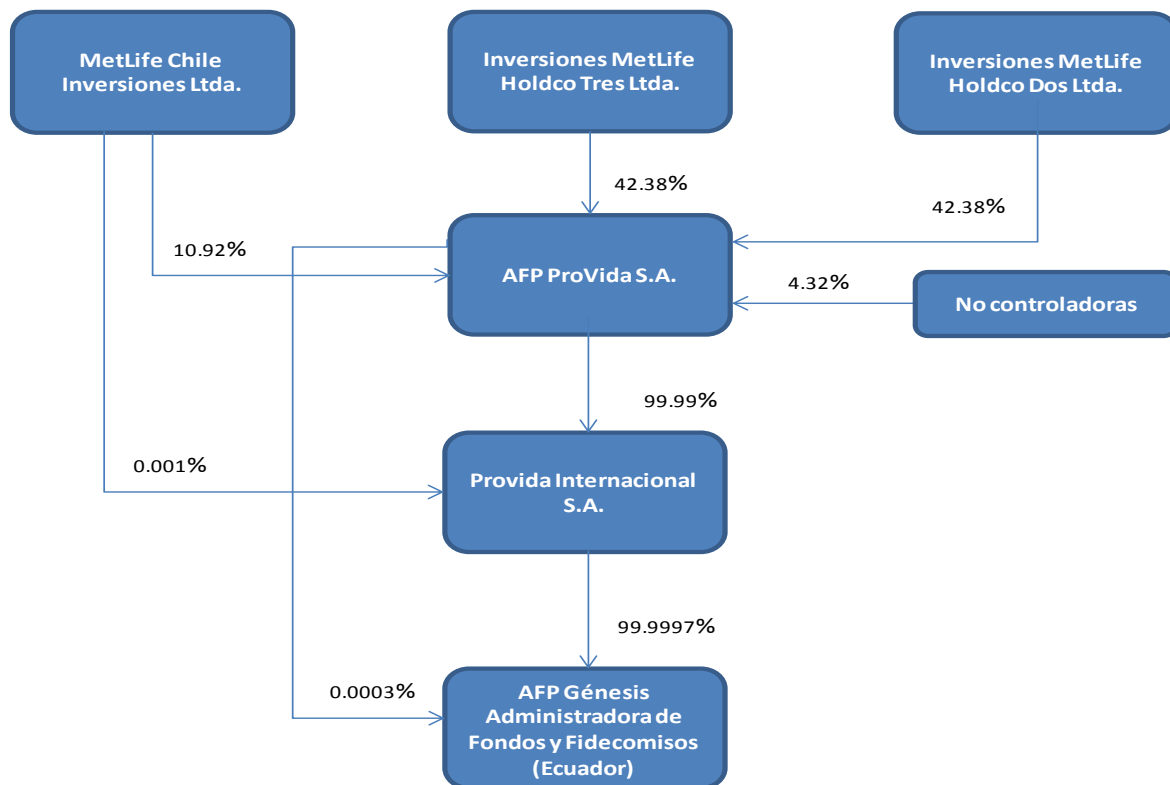 MetLife Chile
Inversiones Ltda.
Inversiones MetLife
Holdco Tres Ltda.
Inversiones MetLife
Holdco Dos Ltda.
42.38%
42.38%
10.92%
AFP ProVida S.A.
4.32%
No controladoras
99.99%
0.001%
Provida Internacional
S.A.
99.9997%
0.0003%
AFP Génesis
Administradora de
Fondos y Fidecomisos
(Ecuador)